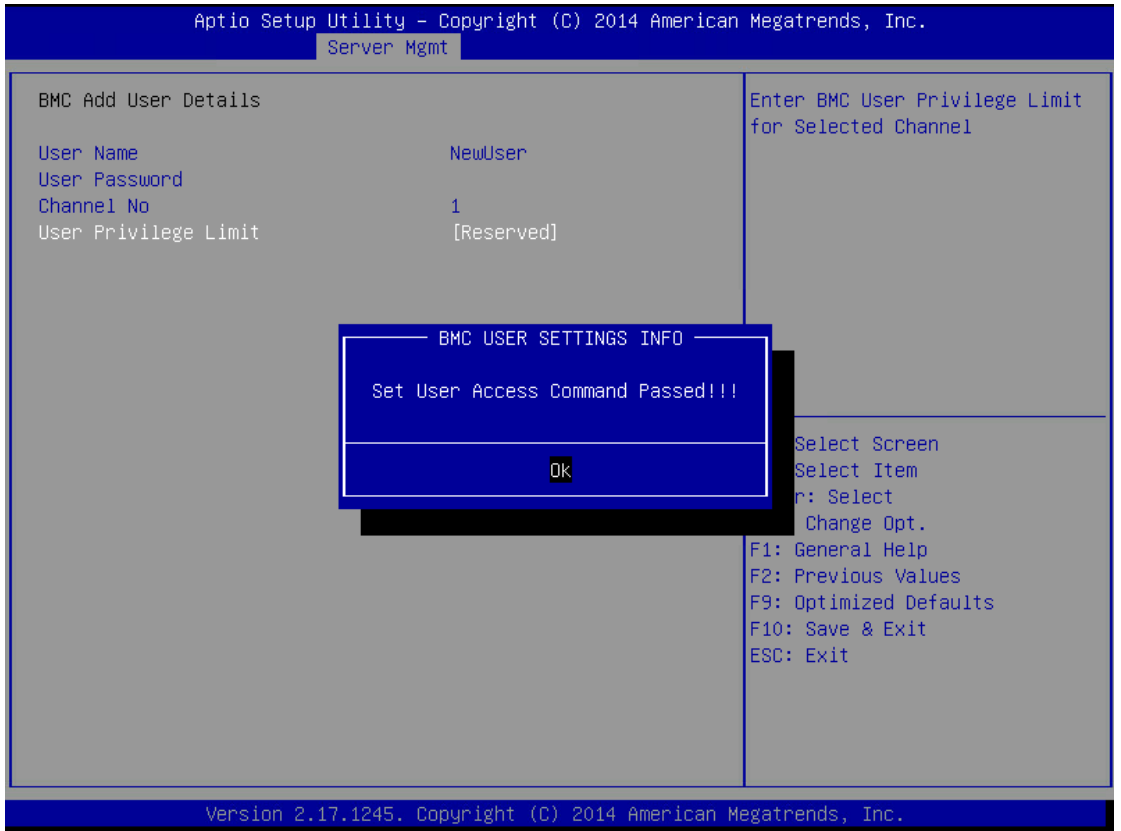 Aptio Setup Utility – Copyright (C) 2014 American Megatrends, Inc.
Server Mgmt
BMC Add User Details
User Name NewUser
User Password
Channel No 1
User Privilege Limit [Reserved]
Enter BMC User Privilege Limit
for Selected Channel
BMC USER SETTINGS INFO
Set User Access Command Passed!!!
Ok
Select Screen
Select Item
r: Select
Change Opt.
F1: General Help
F2: Previous Values
F9: Optimized Defaults
F10: Save & Exit
ESC: Exit
Version 2.17.1245. Copyright (C) 2014 American Megatrends, Inc.